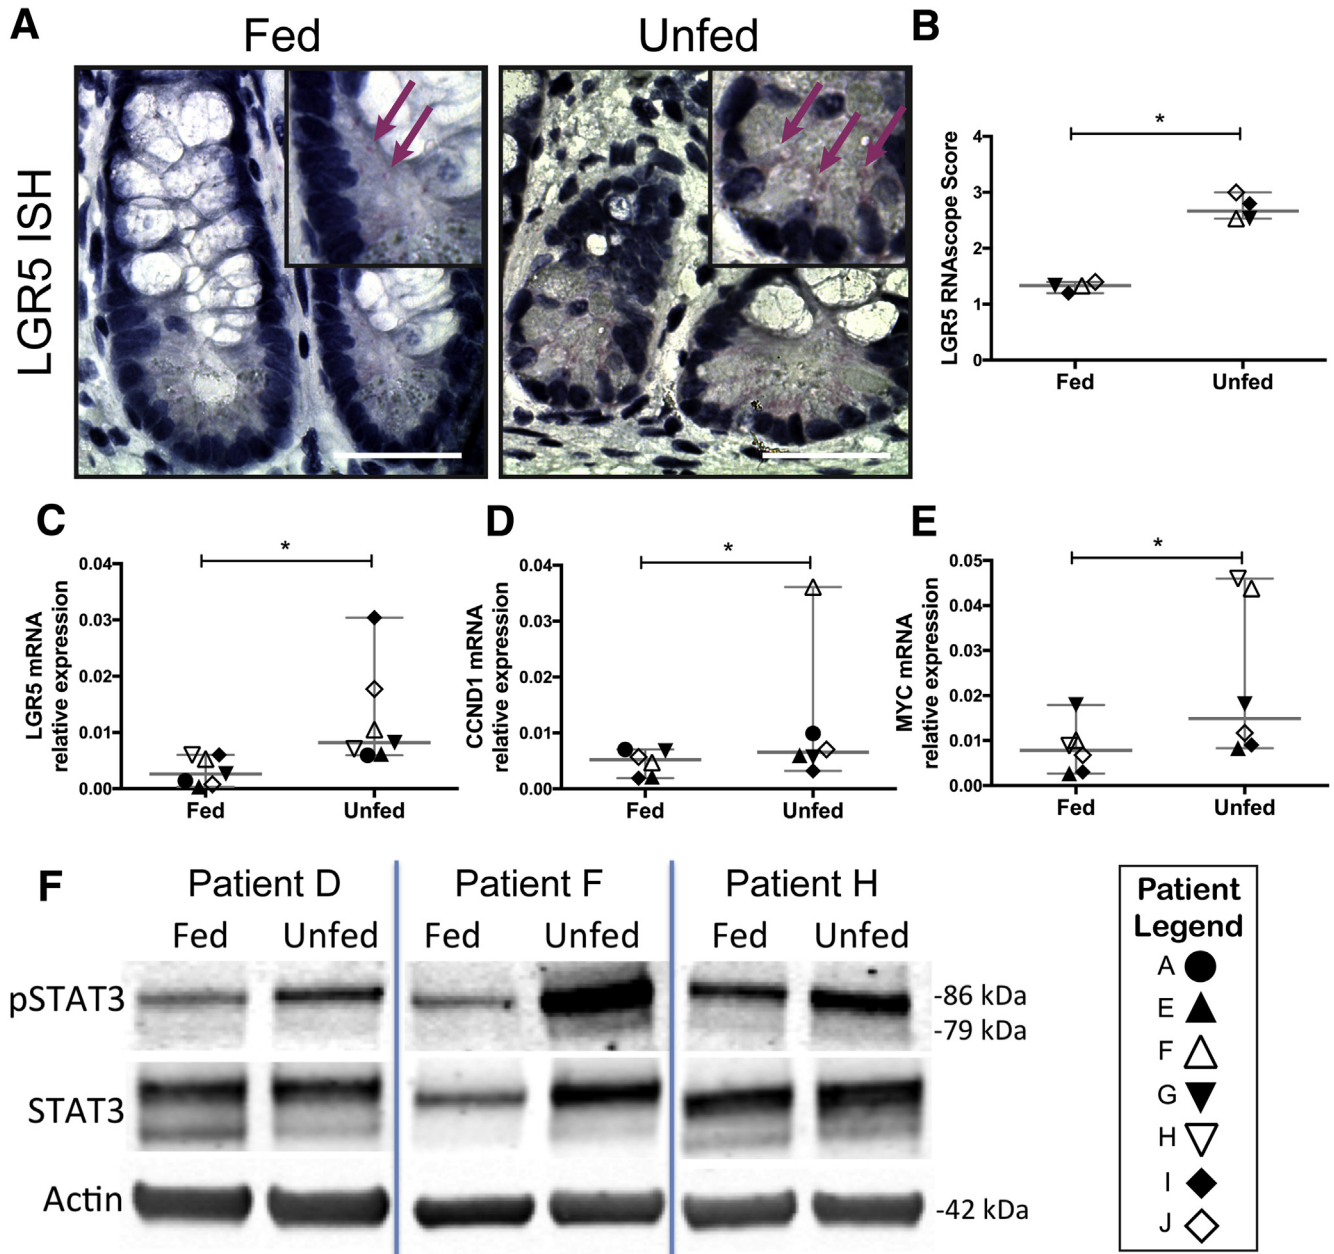 A
Fed
Unfed
LGR5 ISH
B
LGR5 RNAscope Score
4
3
2
1
0
*
Fed
Unfed
C
LGR5 mRNA
relative expression
0.04
0.03
0.02
0.01
0.00
*
Fed
Unfed
D
CCND1 mRNA
relative expression
0.04
0.03
0.02
0.01
0.00
*
Fed
Unfed
E
MYC mRNA
relative expression
0.05
0.04
0.03
0.02
0.01
0.00
*
Fed
Unfed
F
Patient D
Patient F
Patient H
Fed
Unfed
Fed
Unfed
Fed
Unfed
pSTAT3
-86 kDa
-79 kDa
STAT3
Actin
-42 kDa
Patient
Legend
A
E
F
G
H
I
J